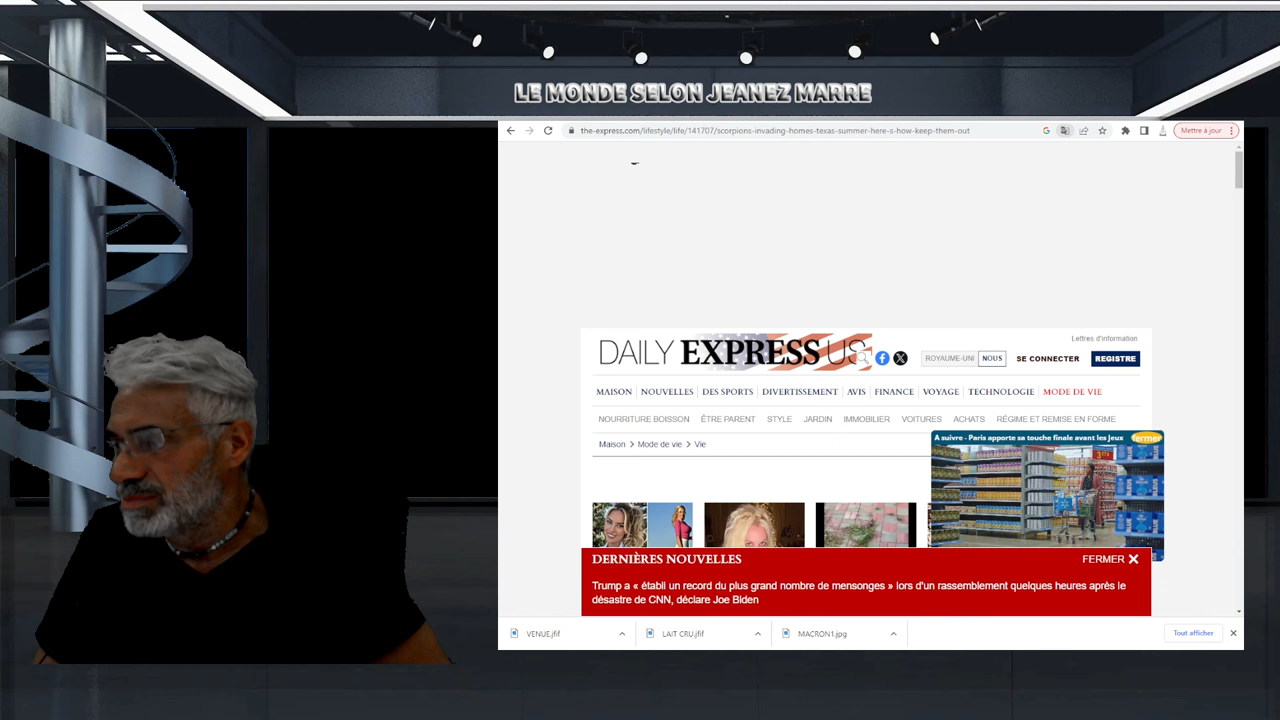 LE MONDE SELON JEANEZ MARRE
the-express.com/lifestyle/life/141707/scorpions-invading-homes-texas-summer-here-s-how-keep-them-out
Mettre à jour
Lettres d'information
DAILY EXPRESS US
ROYAUME-UNI NOUS SE CONNECTER REGISTRE
MAISON NOUVELLES DES SPORTS DIVERTISSEMENT AVIS FINANCE VOYAGE TECHNOLOGIE MODE DE VIE
NOURRITURE BOISSON ÊTRE PARENT STYLE JARDIN IMMOBILIER VOITURES ACHATS RÉGIME ET REMISE EN FORME
Maison > Mode de vie > Vie
A suivre - Paris apporte sa touche finale avant les Jeux fermer
DERNIÈRES NOUVELLES FERMER
Trump a « établi un record du plus grand nombre de mensonges » lors d'un rassemblement quelques heures après le
désastre de CNN, déclare Joe Biden
VENUE.jfif LAIT CRU.jfif MACRON1.jpg Tout afficher